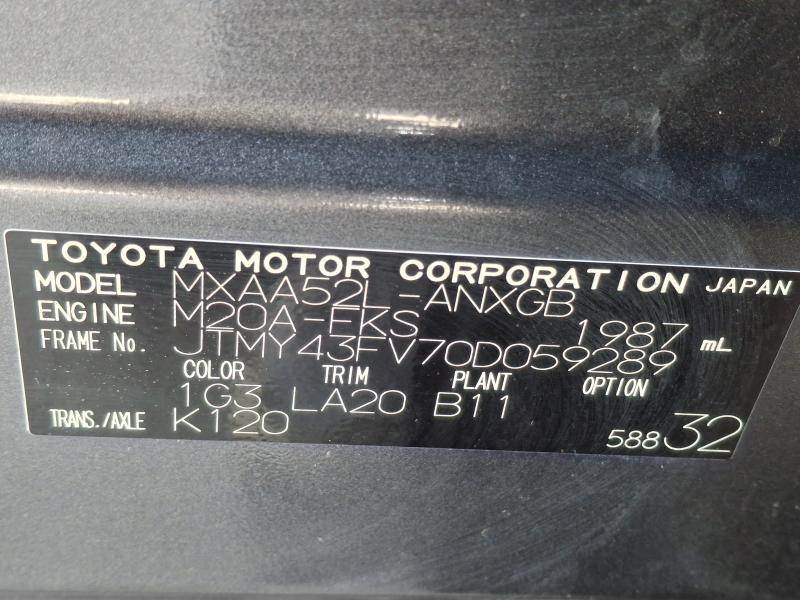 TOYOTA MOTOR CORPORATION JAPAN
MODEL MXAA52L-ANXGB
ENGINE M20A-FKS 1987 mL
FRAME No. JTMY43FV70D059289
COLOR TRIM PLANT OPTION
1G3 LA20 B11
TRANS./AXLE K120 588 32